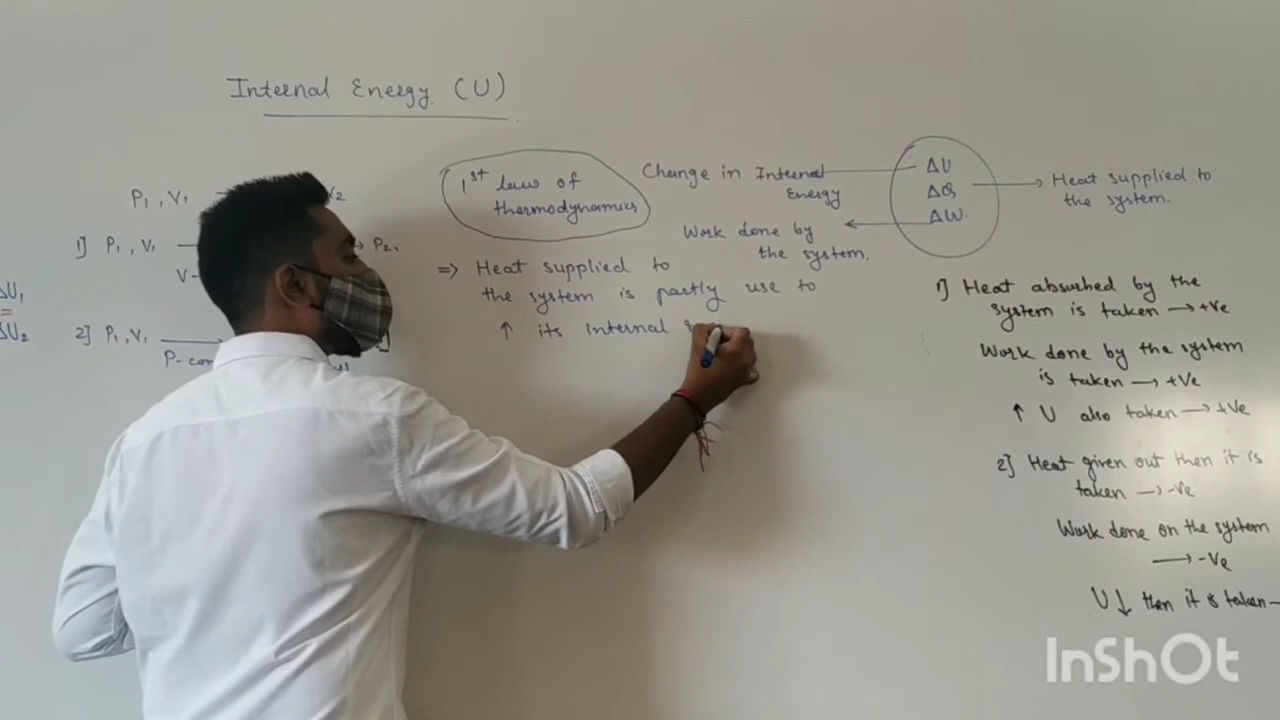 Internal Energy (U)
P1, V1
V2
1] P1, V1
P2,
V-
ΔU1
=
ΔU2
2] P1, V1
P-con
1st law of
thermodynamics
Change in Internal
Energy
ΔU
ΔQ
ΔW.
Heat supplied to
the system.
Work done by
the system.
=> Heat supplied to
the system is partly use to
↑ its internal
1] Heat absorbed by the
system is taken → +ve
Work done by the system
is taken → +ve
↑ U also taken → +ve
2] Heat given out then it is
taken → -ve
Work done on the system
→ -ve
U↓ then it is taken
InShOt